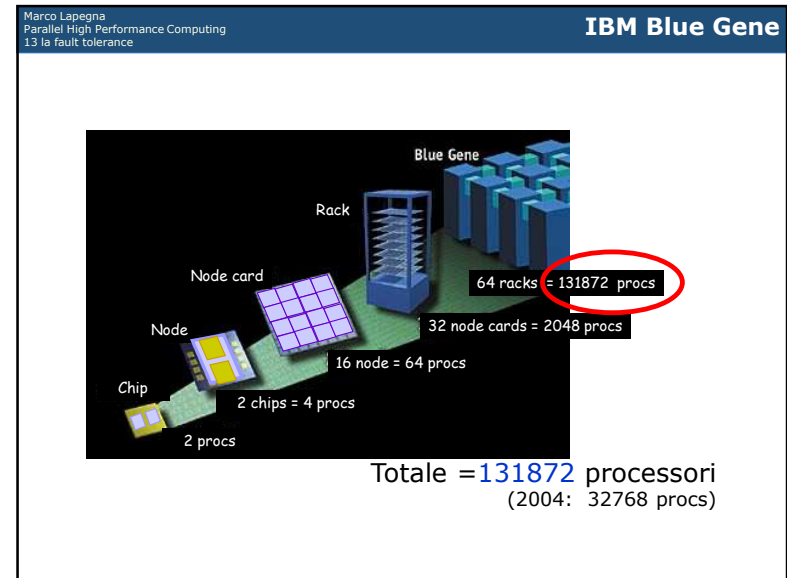 Marco Lapegna
Parallel High Performance Computing
13 la fault tolerance
IBM Blue Gene
Blue Gene
Rack
Node card
64 racks = 131872 procs
Node
32 node cards = 2048 procs
16 node = 64 procs
Chip
2 chips = 4 procs
2 procs
Totale =131872 processori
(2004: 32768 procs)